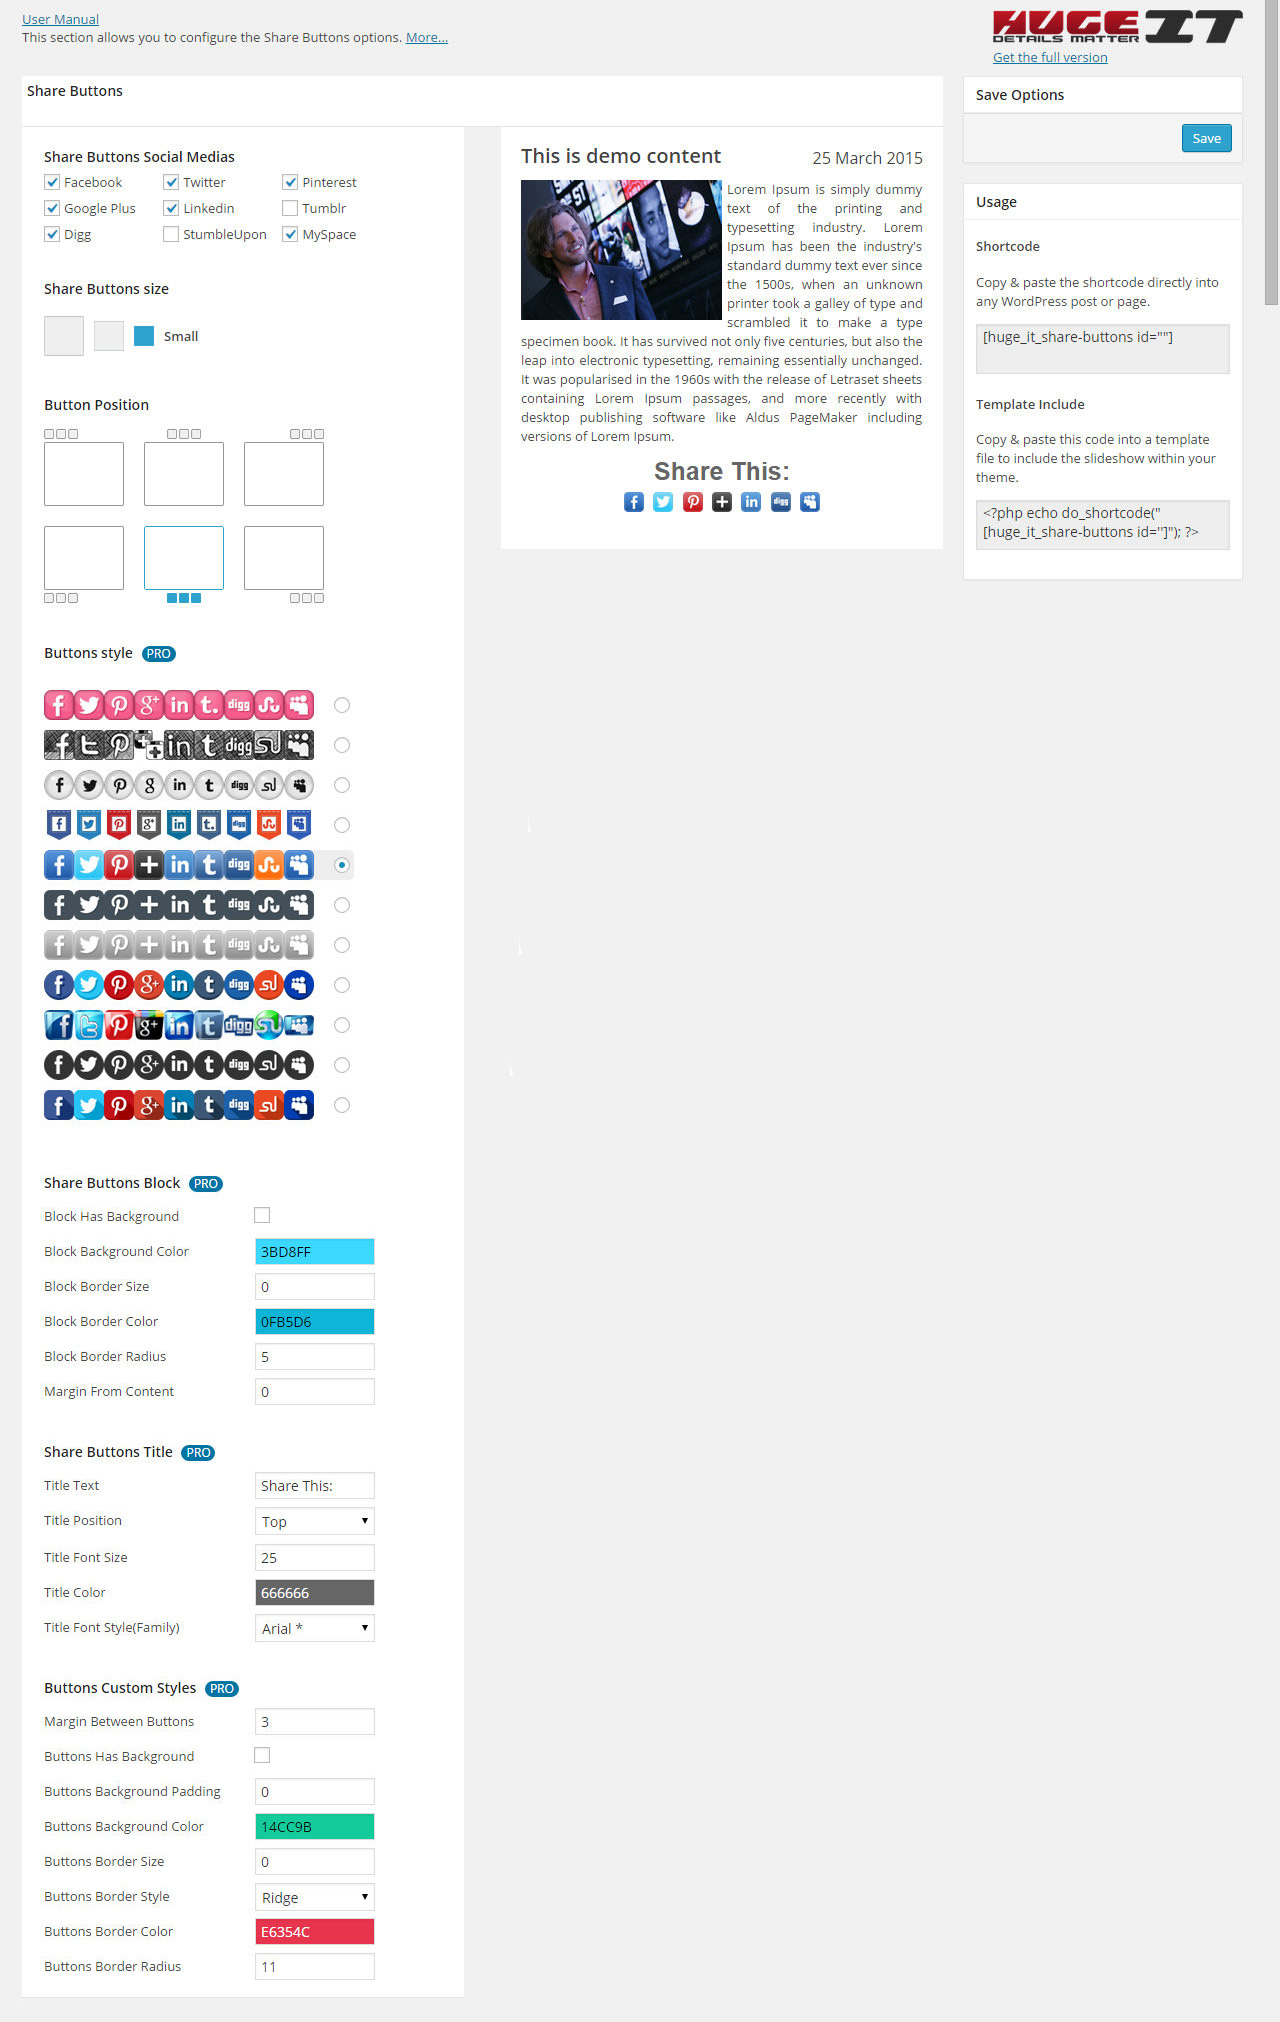 User Manual
This section allows you to configure the Share Buttons options. More...
HUGE IT
DETAILS MATTER
Get the full version
Share Buttons
Share Buttons Social Medias
Facebook Twitter Pinterest
Google Plus Linkedin Tumblr
Digg StumbleUpon MySpace
Share Buttons size
Small
Button Position
Buttons style PRO
digg
digg
digg
digg
digg
digg
digg
digg
digg
digg
digg
Share Buttons Block PRO
Block Has Background
Block Background Color 3BD8FF
Block Border Size 0
Block Border Color 0FB5D6
Block Border Radius 5
Margin From Content 0
Share Buttons Title PRO
Title Text Share This:
Title Position Top
Title Font Size 25
Title Color 666666
Title Font Style(Family) Arial *
Buttons Custom Styles PRO
Margin Between Buttons 3
Buttons Has Background
Buttons Background Padding 0
Buttons Background Color 14CC9B
Buttons Border Size 0
Buttons Border Style Ridge
Buttons Border Color E6354C
Buttons Border Radius 11
This is demo content 25 March 2015
Lorem Ipsum is simply dummy
text of the printing and
typesetting industry. Lorem
Ipsum has been the industry's
standard dummy text ever since
the 1500s, when an unknown
printer took a galley of type and
scrambled it to make a type
specimen book. It has survived not only five centuries, but also the
leap into electronic typesetting, remaining essentially unchanged.
It was popularised in the 1960s with the release of Letraset sheets
containing Lorem Ipsum passages, and more recently with
desktop publishing software like Aldus PageMaker including
versions of Lorem Ipsum.
Share This:
digg
Save Options
Save
Usage
Shortcode
Copy & paste the shortcode directly into
any WordPress post or page.
[huge_it_share-buttons id=""]
Template Include
Copy & paste this code into a template
file to include the slideshow within your
theme.
<?php echo do_shortcode("
[huge_it_share-buttons id='']"); ?>